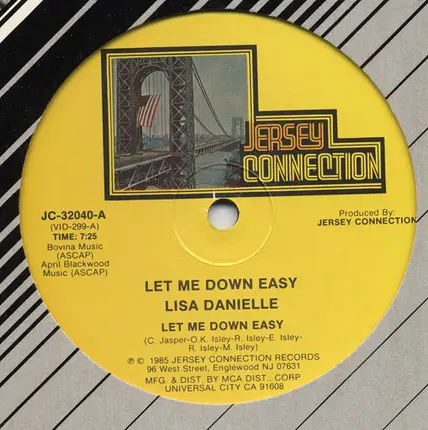 JERSEY
CONNECTION
JC-32040-A
(VID-299-A)
TIME: 7:25
Bovina Music
(ASCAP)
April Blackwood
Music (ASCAP)
Produced By:
JERSEY CONNECTION
LET ME DOWN EASY
LISA DANIELLE
LET ME DOWN EASY
(C. Jasper-O.K. Isley-R. Isley-E. Isley-
R. Isley-M. Isley)
℗ © 1985 JERSEY CONNECTION RECORDS
96 West Street, Englewood NJ 07631
MFG. & DIST. BY MCA DIST., CORP
UNIVERSAL CITY CA 91608